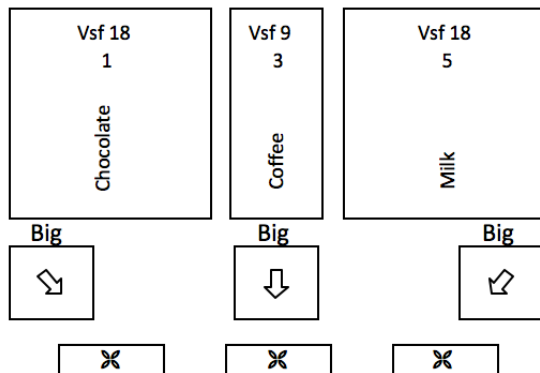 Vsf 18
1
Chocolate
Vsf 9
3
Coffee
Vsf 18
5
Milk
Big
Big
Big